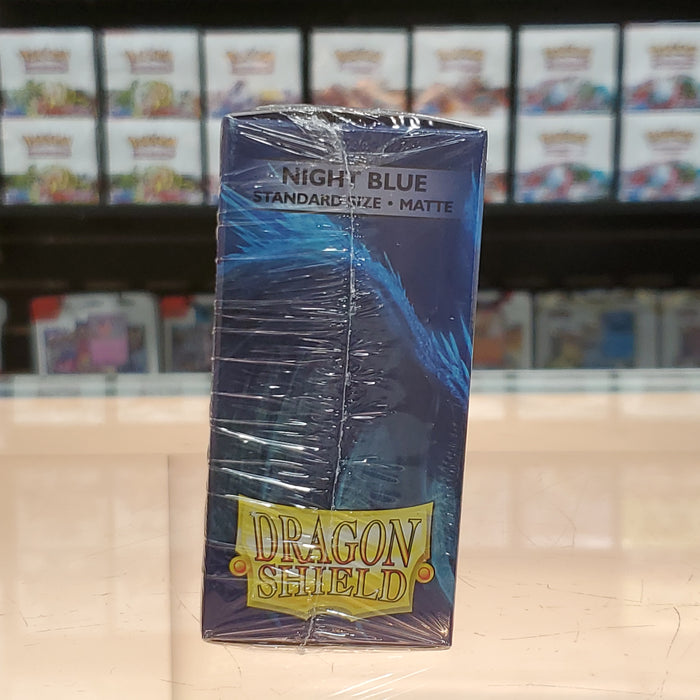 NIGHT BLUE
STANDARD SIZE • MATTE
DRAGON
SHIELD